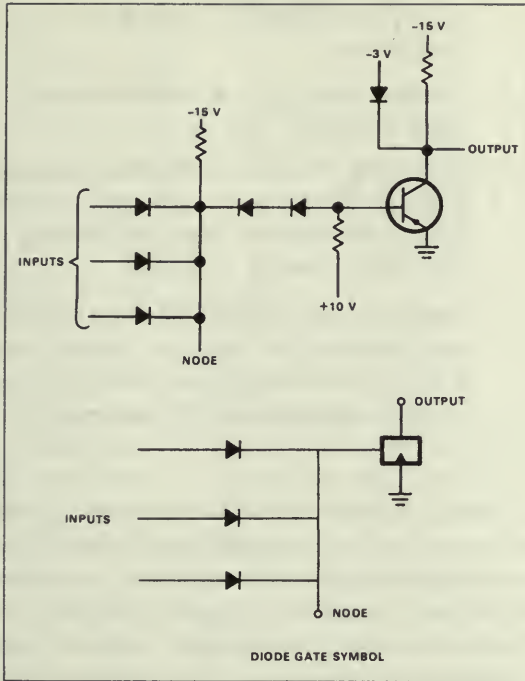 -15 V
-3 V
-15 V
OUTPUT
INPUTS
+10 V
NODE
OUTPUT
INPUTS
NODE
DIODE GATE SYMBOL